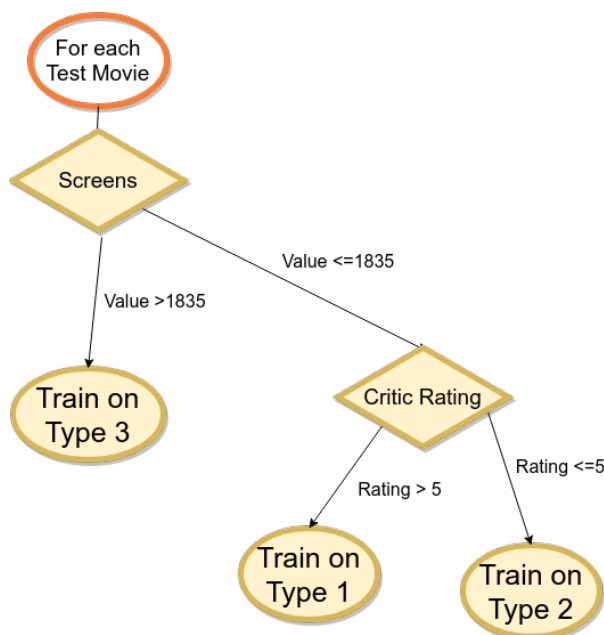 For each
Test Movie
Screens
Value <=1835
Value >1835
Train on
Type 3
Critic Rating
Rating <=5
Rating > 5
Train on
Type 1
Train on
Type 2